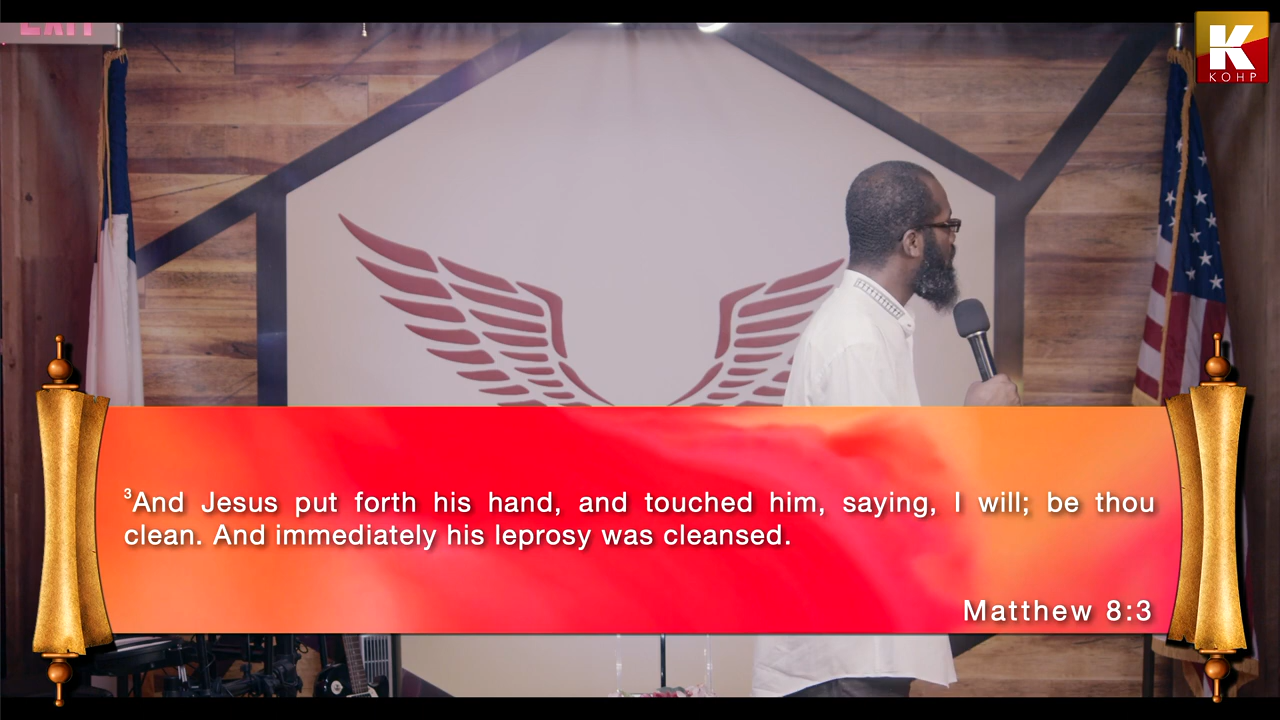 EXIT
K
KOHP
³And Jesus put forth his hand, and touched him, saying, I will; be thou
clean. And immediately his leprosy was cleansed.
Matthew 8:3